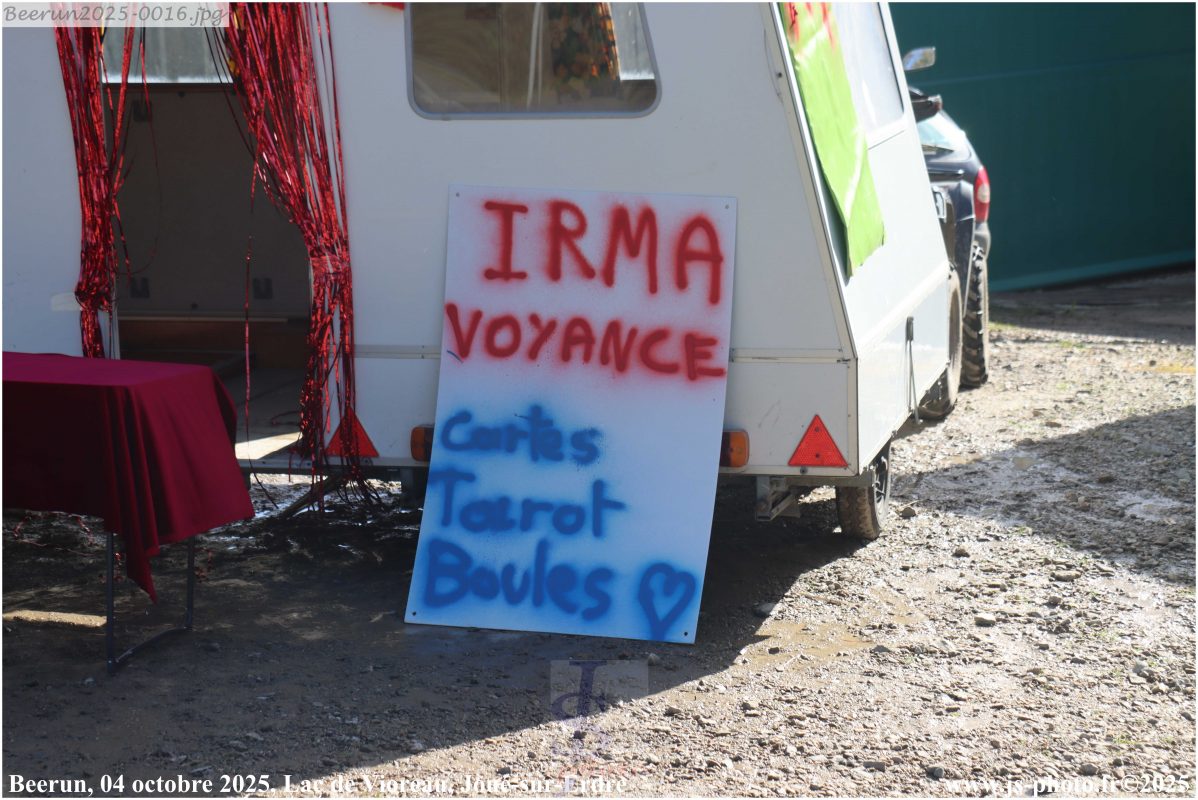 Beerun2025-0016.jpg
IRMA
VOYANCE
Cartes
Tarot
Boules
Beerun, 04 octobre 2025, Lac de Vioreau, Joué-sur-Erdre
www.js-photo.fr©2025